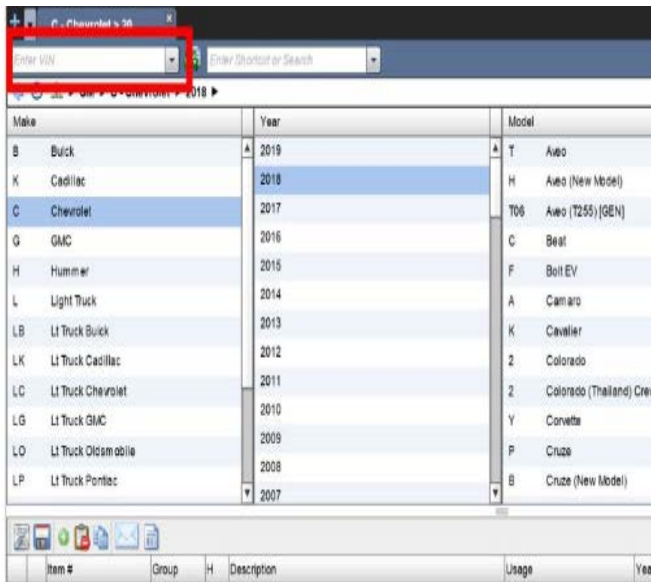 C - Chevrolet > 20 x
Enter VIN Enter Shortcut or Search
GM ▶ C - Chevrolet ▶ 2018 ▶
Make Year Model
B Buick 2019 T Aveo
K Cadillac 2018 H Aveo (New Model)
C Chevrolet 2017 T06 Aveo (T255) [GEN]
G GMC 2016 C Beat
H Hummer 2015 F Bolt EV
L Light Truck 2014 A Camaro
LB Lt Truck Buick 2013 K Cavalier
LK Lt Truck Cadillac 2012 2 Colorado
LC Lt Truck Chevrolet 2011 2 Colorado (Thailand) Cre
LG Lt Truck GMC 2010 Y Corvette
LO Lt Truck Oldsmobile 2009 P Cruze
LP Lt Truck Pontiac 2008 B Cruze (New Model)
2007
Item # Group H Description Usage Yea